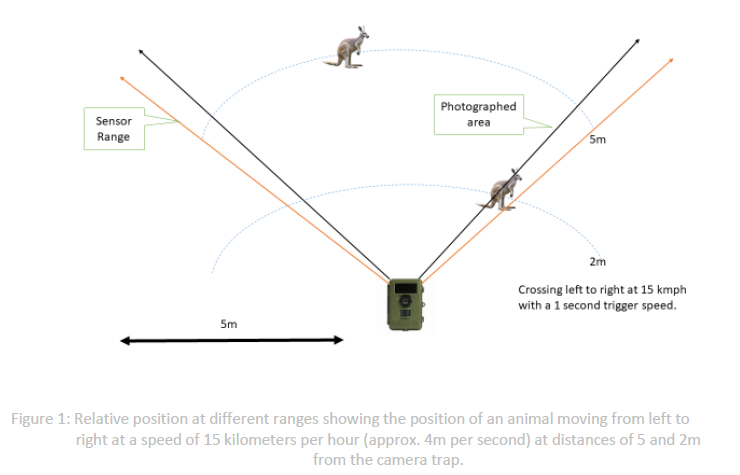 Sensor
Range
Photographed
area
5m
2m
Crossing left to right at 15 kmph
with a 1 second trigger speed.
5m
Figure 1: Relative position at different ranges showing the position of an animal moving from left to
right at a speed of 15 kilometers per hour (approx. 4m per second) at distances of 5 and 2m
from the camera trap.